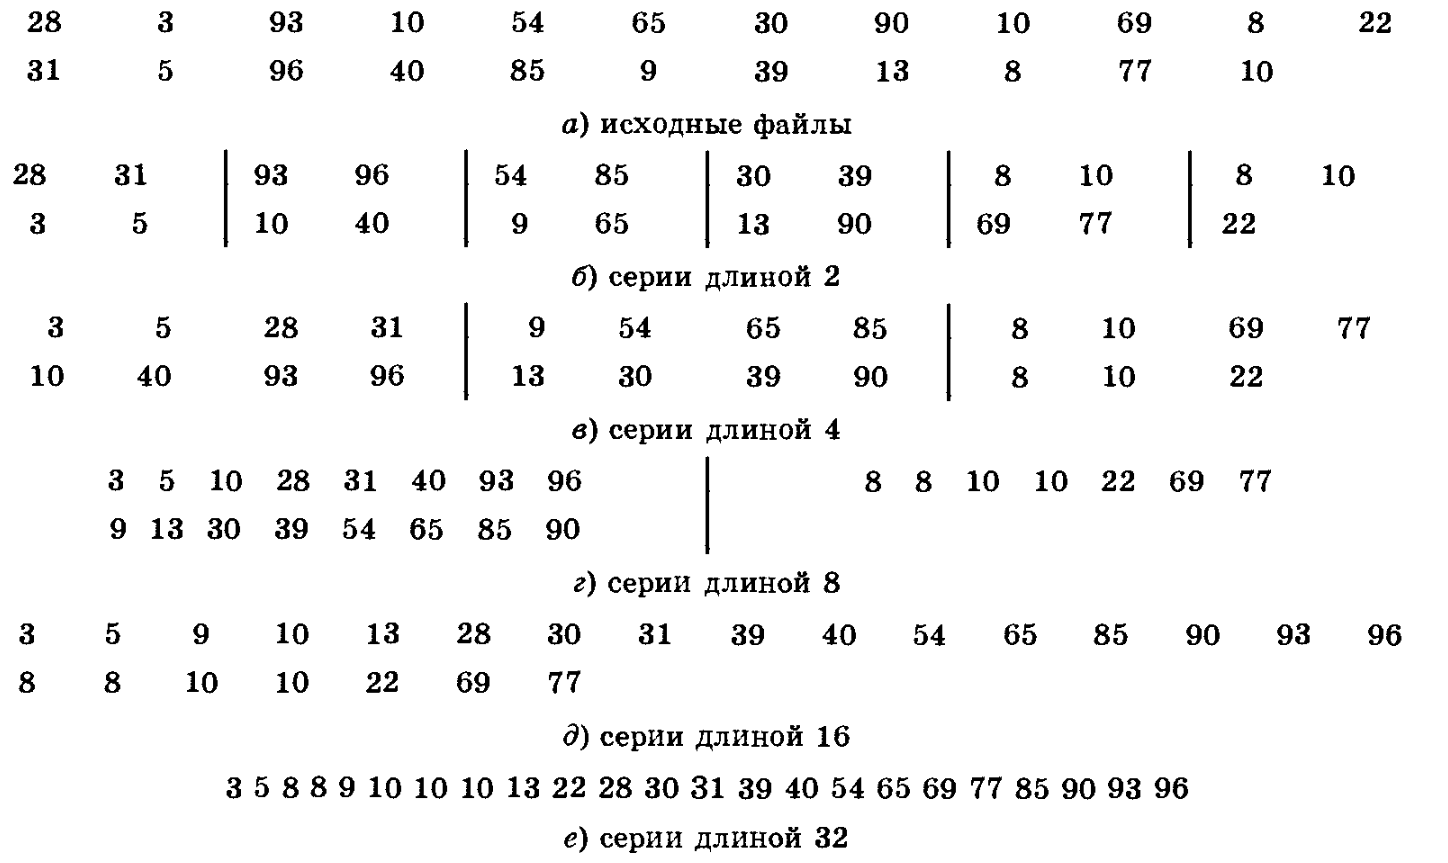 28 3 93 10 54 65 30 90 10 69 8 22
31 5 96 40 85 9 39 13 8 77 10
а) исходные файлы
28 31 93 96 54 85 30 39 8 10 8 10
3 5 10 40 9 65 13 90 69 77 22
б) серии длиной 2
3 5 28 31 9 54 65 85 8 10 69 77
10 40 93 96 13 30 39 90 8 10 22
в) серии длиной 4
3 5 10 28 31 40 93 96 8 8 10 10 22 69 77
9 13 30 39 54 65 85 90
г) серии длиной 8
3 5 9 10 13 28 30 31 39 40 54 65 85 90 93 96
8 8 10 10 22 69 77
д) серии длиной 16
3 5 8 8 9 10 10 10 13 22 28 30 31 39 40 54 65 69 77 85 90 93 96
е) серии длиной 32